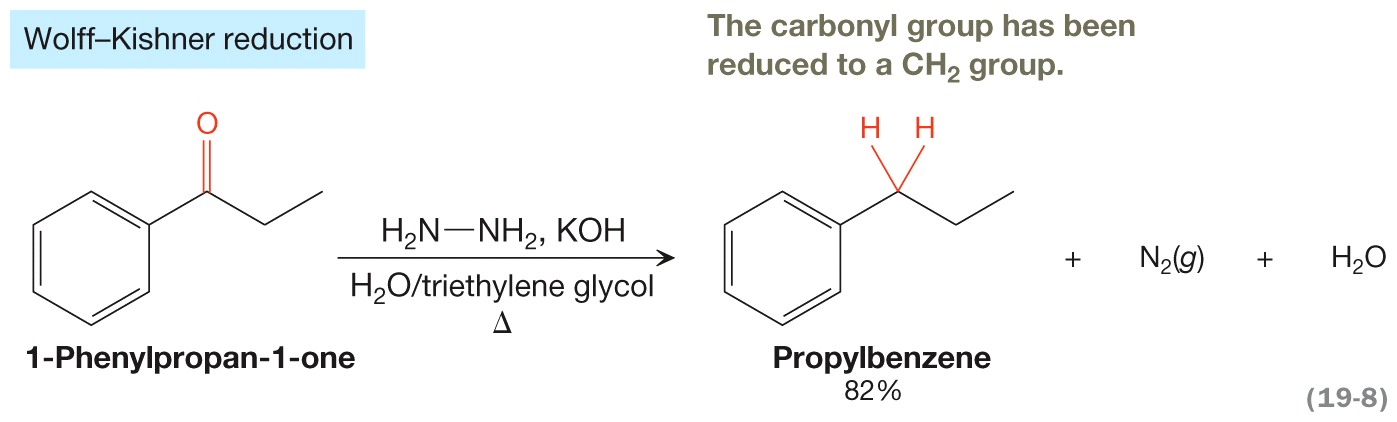 Wolff–Kishner reduction
The carbonyl group has been
reduced to a CH₂ group.
O
H H
H₂N—NH₂, KOH
H₂O/triethylene glycol
Δ
+ N₂(g) + H₂O
1-Phenylpropan-1-one
Propylbenzene
82%
(19-8)